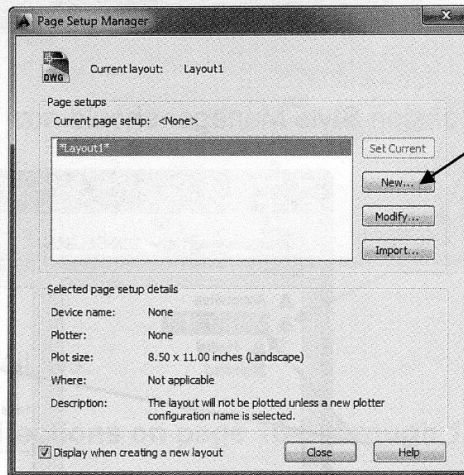 Page Setup Manager
DWG
Current layout: Layout1
Page setups
Current page setup: <None>
*Layout1*
Set Current
New...
Modify...
Import...
Selected page setup details
Device name: None
Plotter: None
Plot size: 8.50 x 11.00 inches (Landscape)
Where: Not applicable
Description: The layout will not be plotted unless a new plotter
configuration name is selected.
Display when creating a new layout
Close
Help